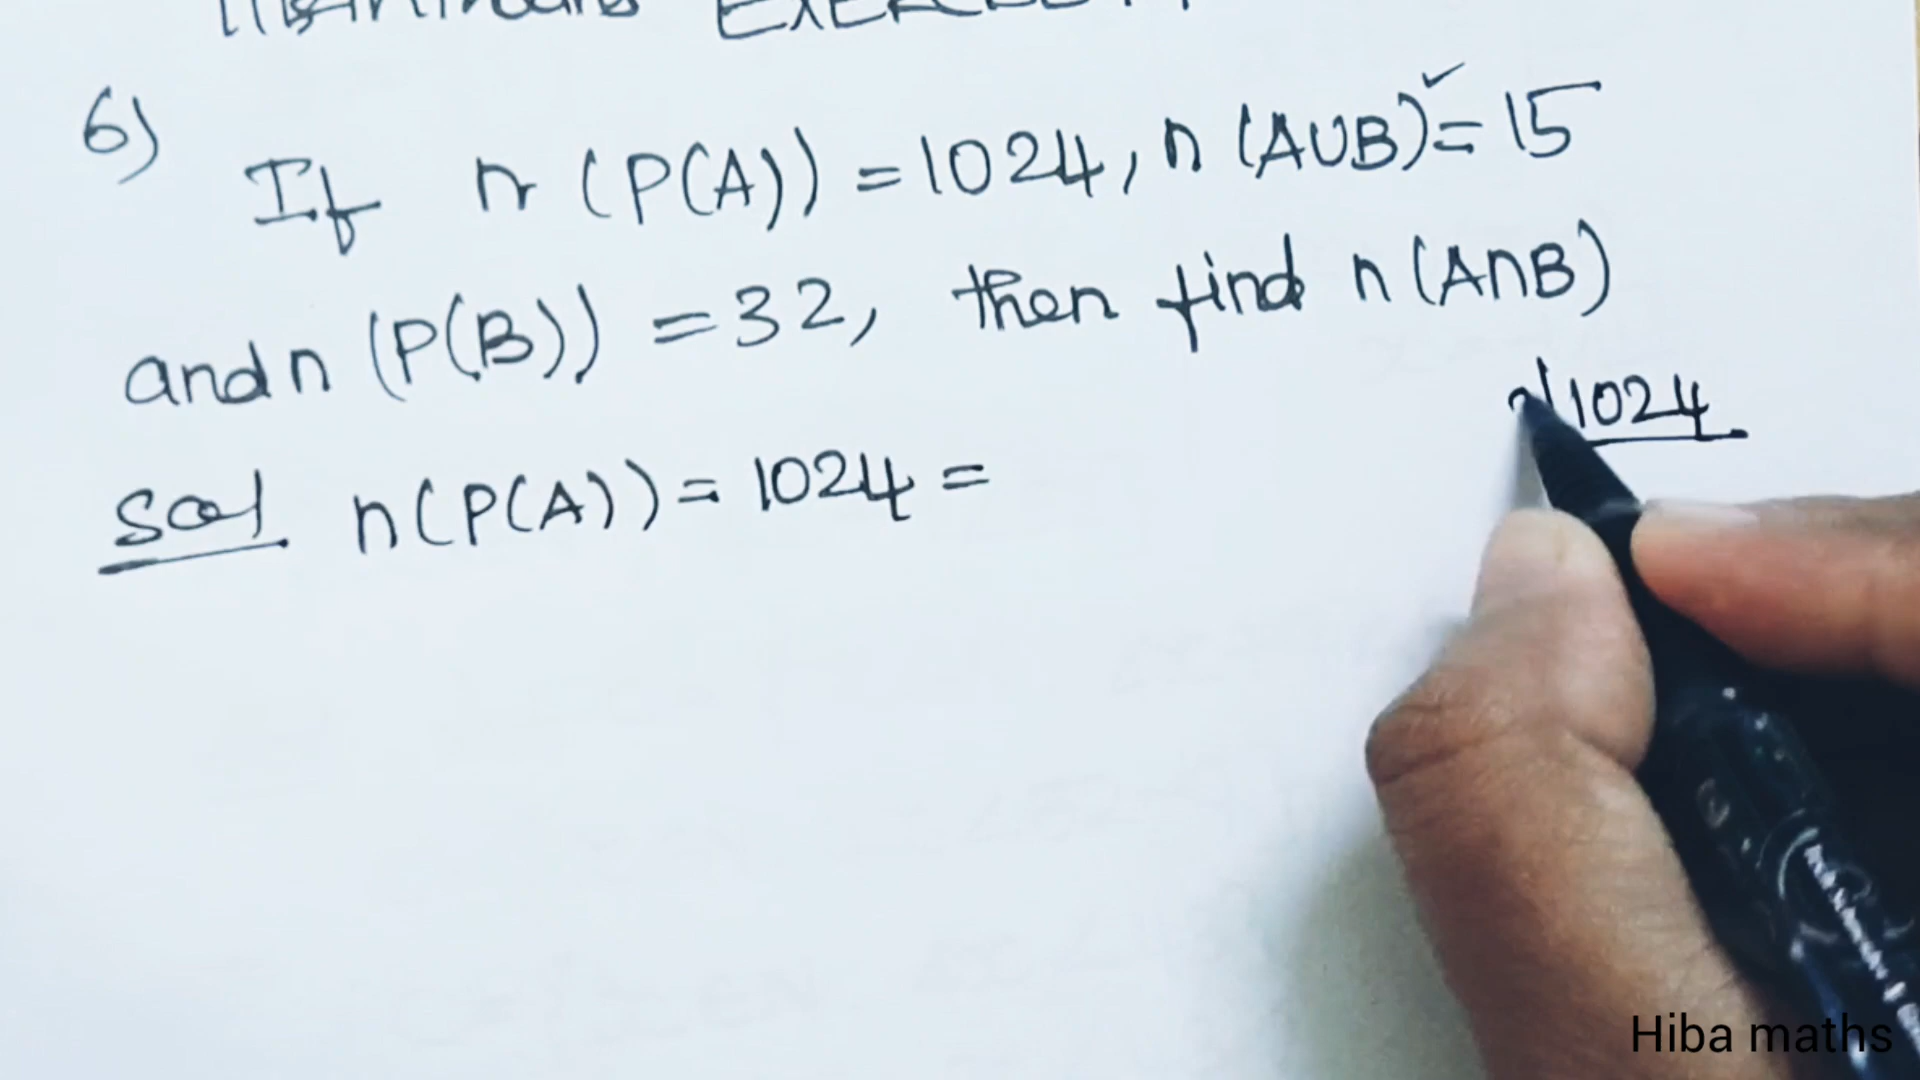 6)
If n (P(A)) = 1024, n (A∪B) = 15
and n (P(B)) = 32, then find n (A∩B)
1024
Sol n(P(A)) = 1024 =
Hiba maths